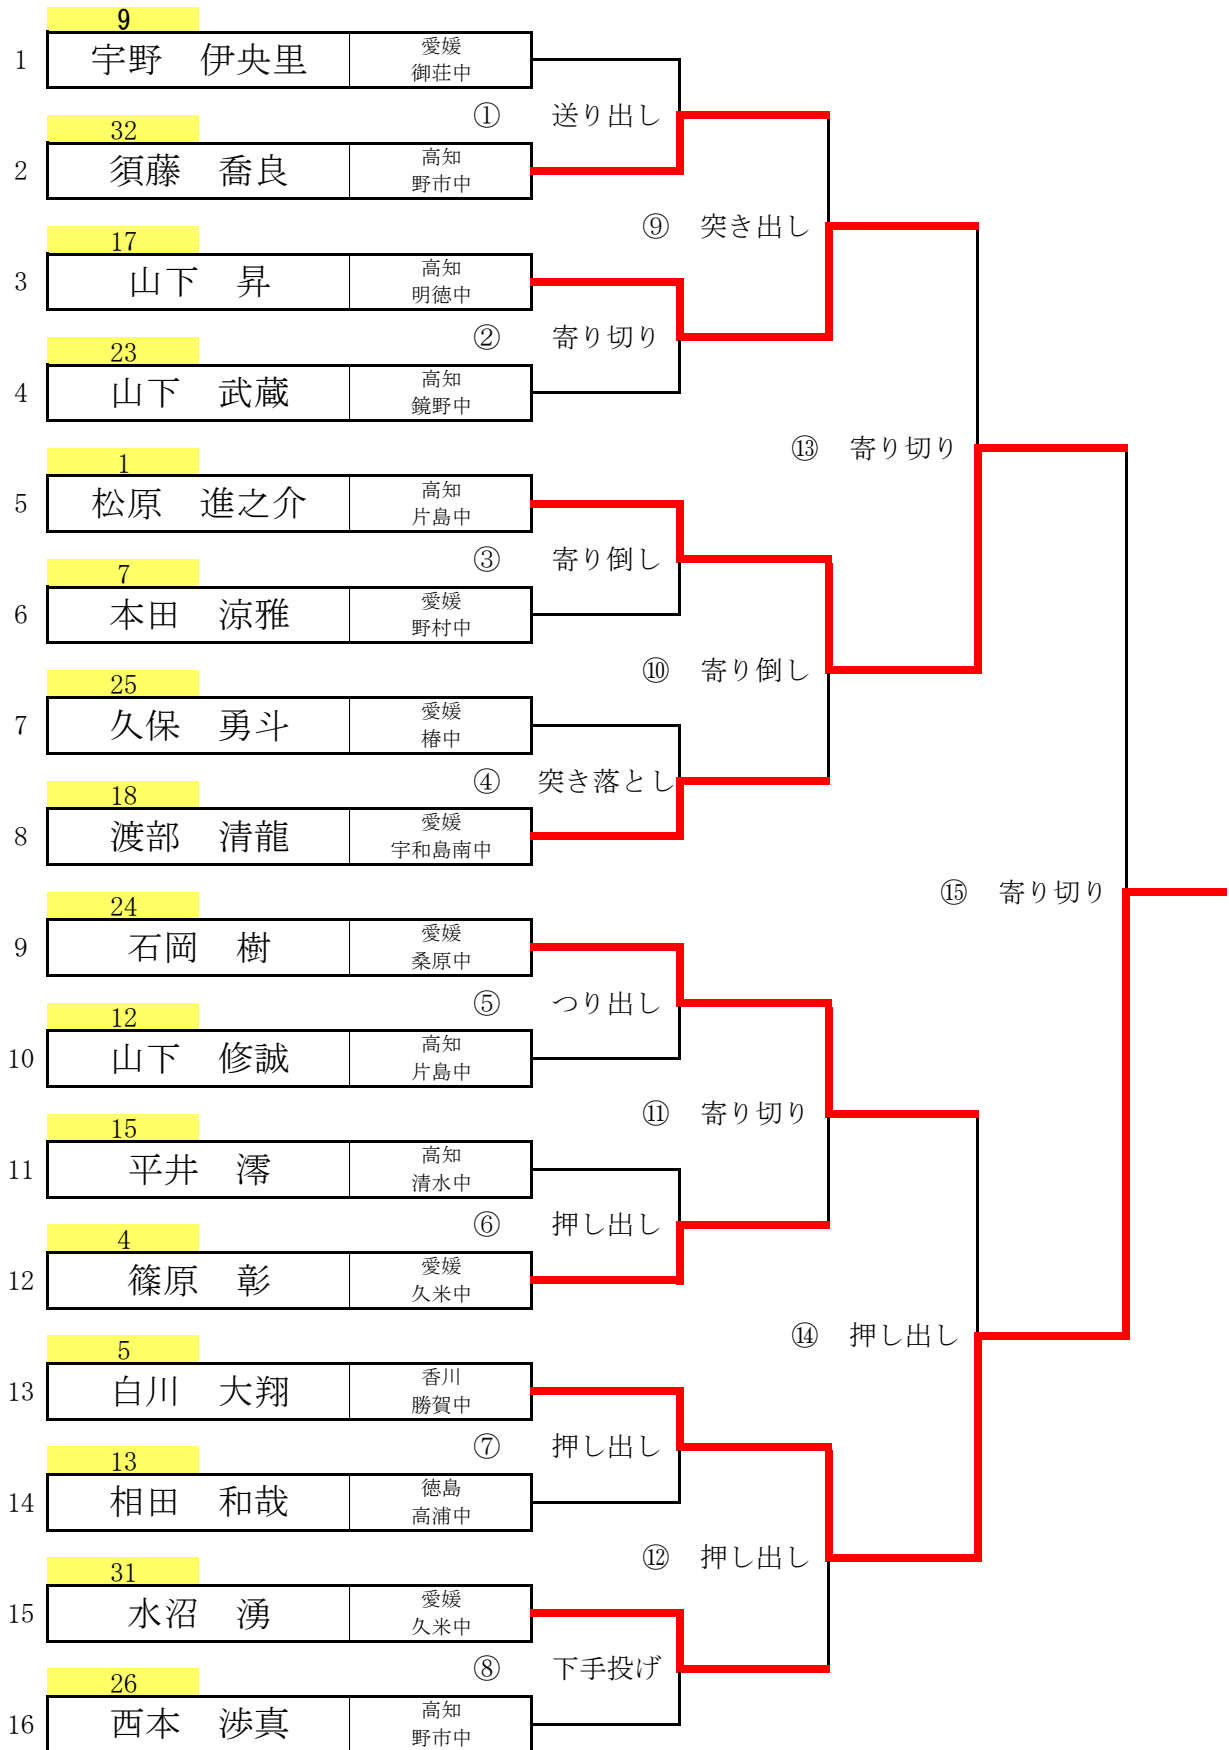 9
1 宇野　伊央里 愛媛
御荘中
① 送り出し
32
2 須藤　喬良 高知
野市中
⑨ 突き出し
17
3 山下　昇 高知
明徳中
② 寄り切り
23
4 山下　武蔵 高知
鏡野中
⑬ 寄り切り
1
5 松原　進之介 高知
片島中
③ 寄り倒し
7
6 本田　涼雅 愛媛
野村中
⑩ 寄り倒し
25
7 久保　勇斗 愛媛
椿中
④ 突き落とし
18
8 渡部　清龍 愛媛
宇和島南中
⑮ 寄り切り
24
9 石岡　樹 愛媛
桑原中
⑤ つり出し
12
10 山下　修誠 高知
片島中
⑪ 寄り切り
15
11 平井　澪 高知
清水中
⑥ 押し出し
4
12 篠原　彰 愛媛
久米中
⑭ 押し出し
5
13 白川　大翔 香川
勝賀中
⑦ 押し出し
13
14 相田　和哉 徳島
高浦中
⑫ 押し出し
31
15 水沼　湧 愛媛
久米中
⑧ 下手投げ
26
16 西本　渉真 高知
野市中